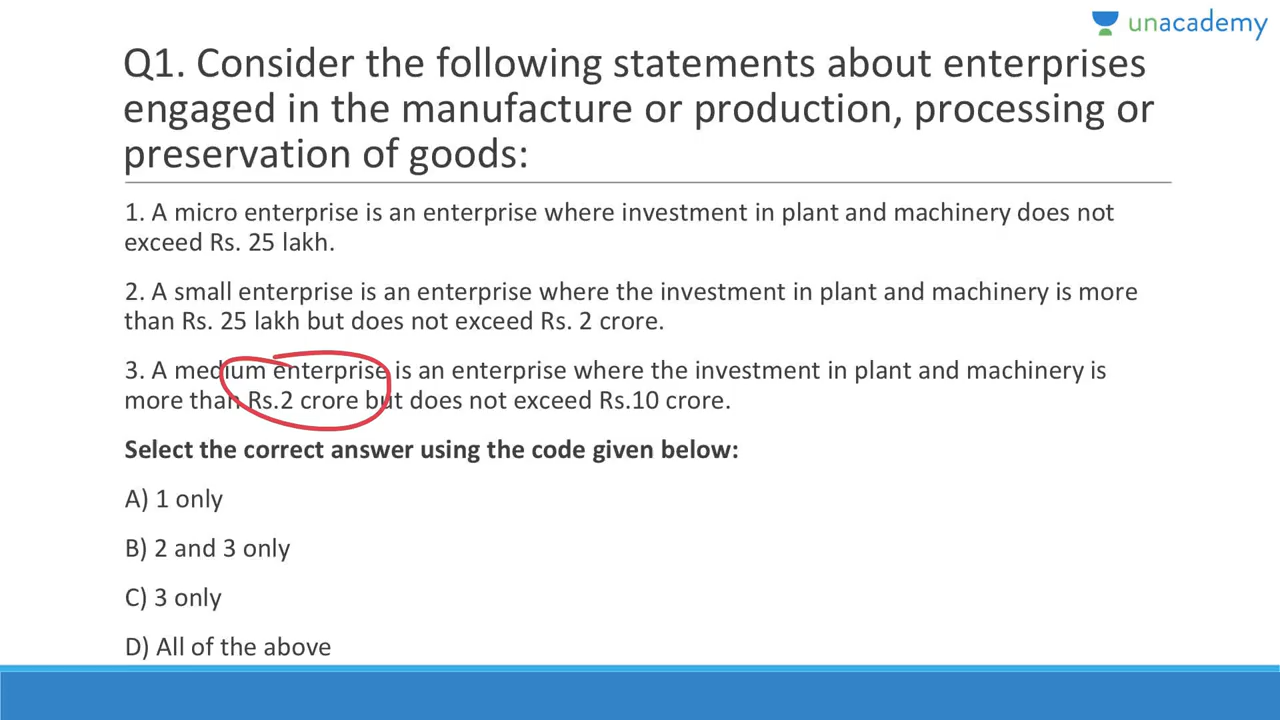 unacademy
Q1. Consider the following statements about enterprises
engaged in the manufacture or production, processing or
preservation of goods:
1. A micro enterprise is an enterprise where investment in plant and machinery does not
exceed Rs. 25 lakh.
2. A small enterprise is an enterprise where the investment in plant and machinery is more
than Rs. 25 lakh but does not exceed Rs. 2 crore.
3. A medium enterprise is an enterprise where the investment in plant and machinery is
more than Rs.2 crore but does not exceed Rs.10 crore.
Select the correct answer using the code given below:
A) 1 only
B) 2 and 3 only
C) 3 only
D) All of the above